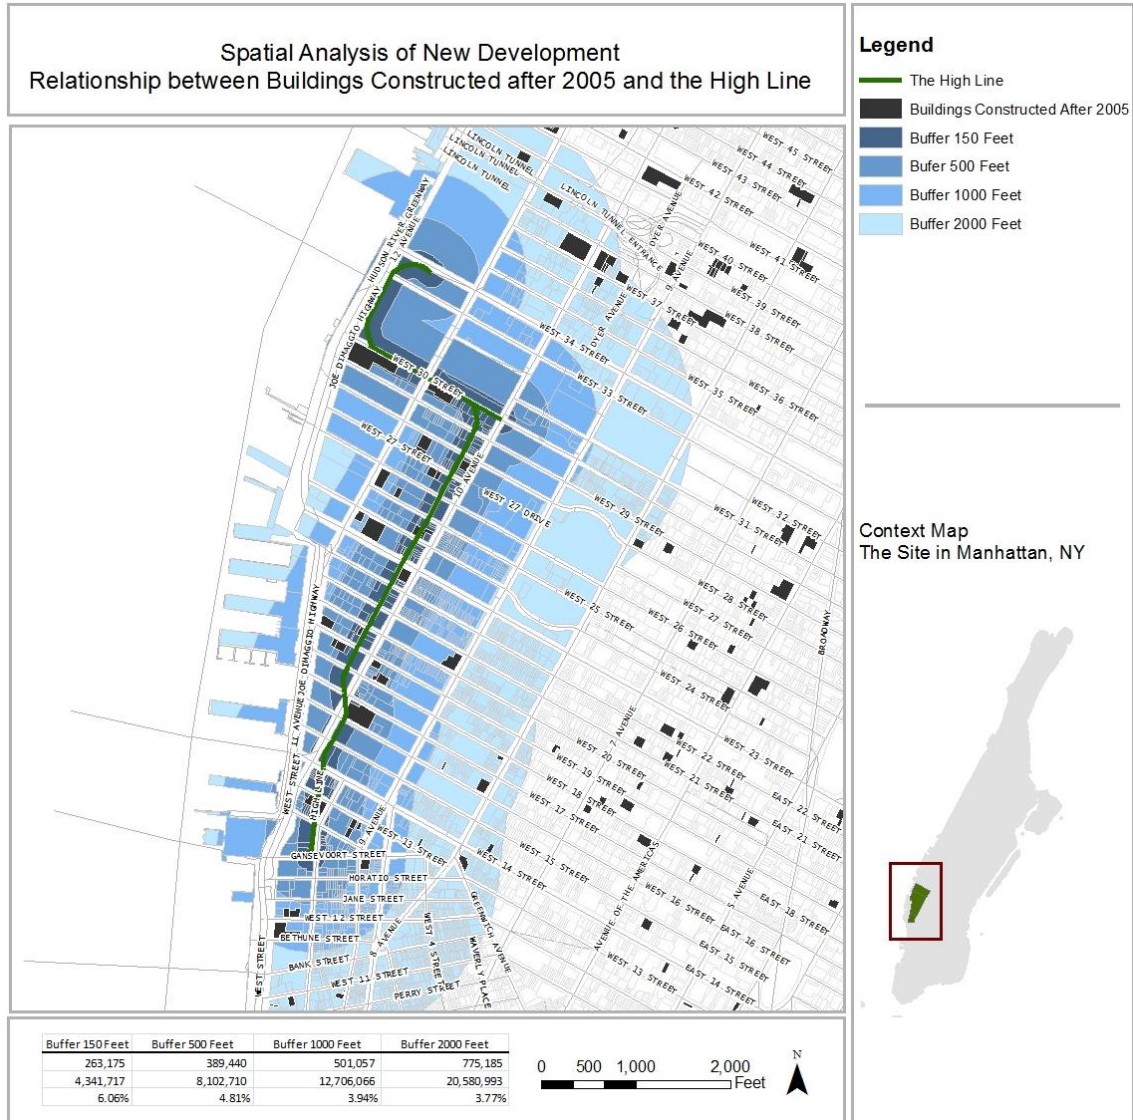 Spatial Analysis of New Development
Relationship between Buildings Constructed after 2005 and the High Line
Legend
The High Line
Buildings Constructed After 2005
Buffer 150 Feet
Bufer 500 Feet
Buffer 1000 Feet
Buffer 2000 Feet
LINCOLN TUNNEL
LINCOLN TUNNEL
LINCOLN TUNNEL
WEST 45 STREET
WEST 44 STREET
WEST 43 STREET
WEST 42 STREET
LINCOLN TUNNEL ENTRANCE
DYER AVENUE
9 AVENUE
WEST 41 STREET
WEST 40 STREET
WEST 39 STREET
WEST 38 STREET
WEST 37 STREET
HUDSON RIVER GREENWAY
12 AVENUE
JOE DIMAGGIO HIGHWAY
DYER AVENUE
WEST 34 STREET
WEST 33 STREET
WEST 36 STREET
WEST 35 STREET
WEST 30 STREET
WEST 27 STREET
10 AVENUE
WEST 27 DRIVE
WEST 29 STREET
WEST 32 STREET
WEST 31 STREET
WEST 28 STREET
WEST 27 STREET
WEST 26 STREET
WEST 25 STREET
BROADWAY
JOE DIMAGGIO HIGHWAY
WEST 24 STREET
7 AVENUE
WEST 23 STREET
WEST 22 STREET
WEST 21 STREET
WEST 20 STREET
WEST 19 STREET
WEST 18 STREET
WEST 17 STREET
WEST STREET
11 AVENUE
HIGH LINE
9 AVENUE
WEST 13 STREET
WEST 14 STREET
WEST 15 STREET
EAST 22 STREET
EAST 21 STREET
GANSEVOORT STREET
HORATIO STREET
JANE STREET
WEST 12 STREET
BETHUNE STREET
BANK STREET
WEST 11 STREET
PERRY STREET
8 AVENUE
WEST 4 STREET
GREENWICH AVENUE
WAVERLY PLACE
WEST STREET
AVENUE OF THE AMERICAS
5 AVENUE
WEST 16 STREET
EAST 18 STREET
EAST 16 STREET
EAST 15 STREET
EAST 14 STREET
WEST 13 STREET
Context Map
The Site in Manhattan, NY
Buffer 150 Feet Buffer 500 Feet Buffer 1000 Feet Buffer 2000 Feet
263,175 389,440 501,057 775,185
4,341,717 8,102,710 12,706,066 20,580,993
6.06% 4.81% 3.94% 3.77%
0 500 1,000 2,000
Feet
N